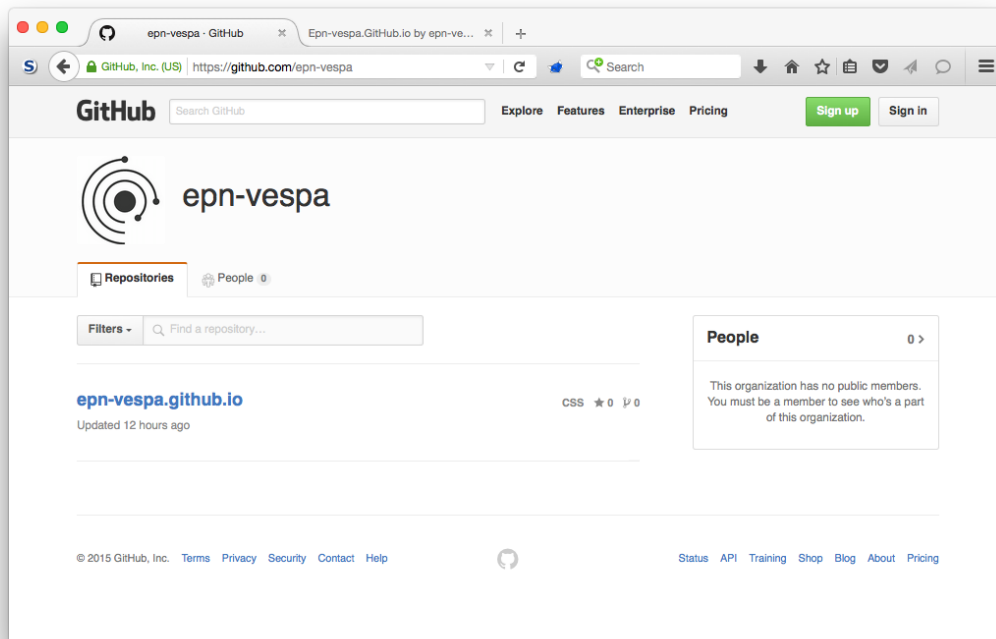 epn-vespa · GitHub
Epn-vespa.GitHub.io by epn-ve...
S
GitHub, Inc. (US)
https://github.com/epn-vespa
Search
GitHub
Search GitHub
Explore
Features
Enterprise
Pricing
Sign up
Sign in
epn-vespa
Repositories
People 0
Filters
Find a repository...
People
0
epn-vespa.github.io
CSS
0
0
Updated 12 hours ago
This organization has no public members.
You must be a member to see who's a part
of this organization.
© 2015 GitHub, Inc.
Terms
Privacy
Security
Contact
Help
Status
API
Training
Shop
Blog
About
Pricing